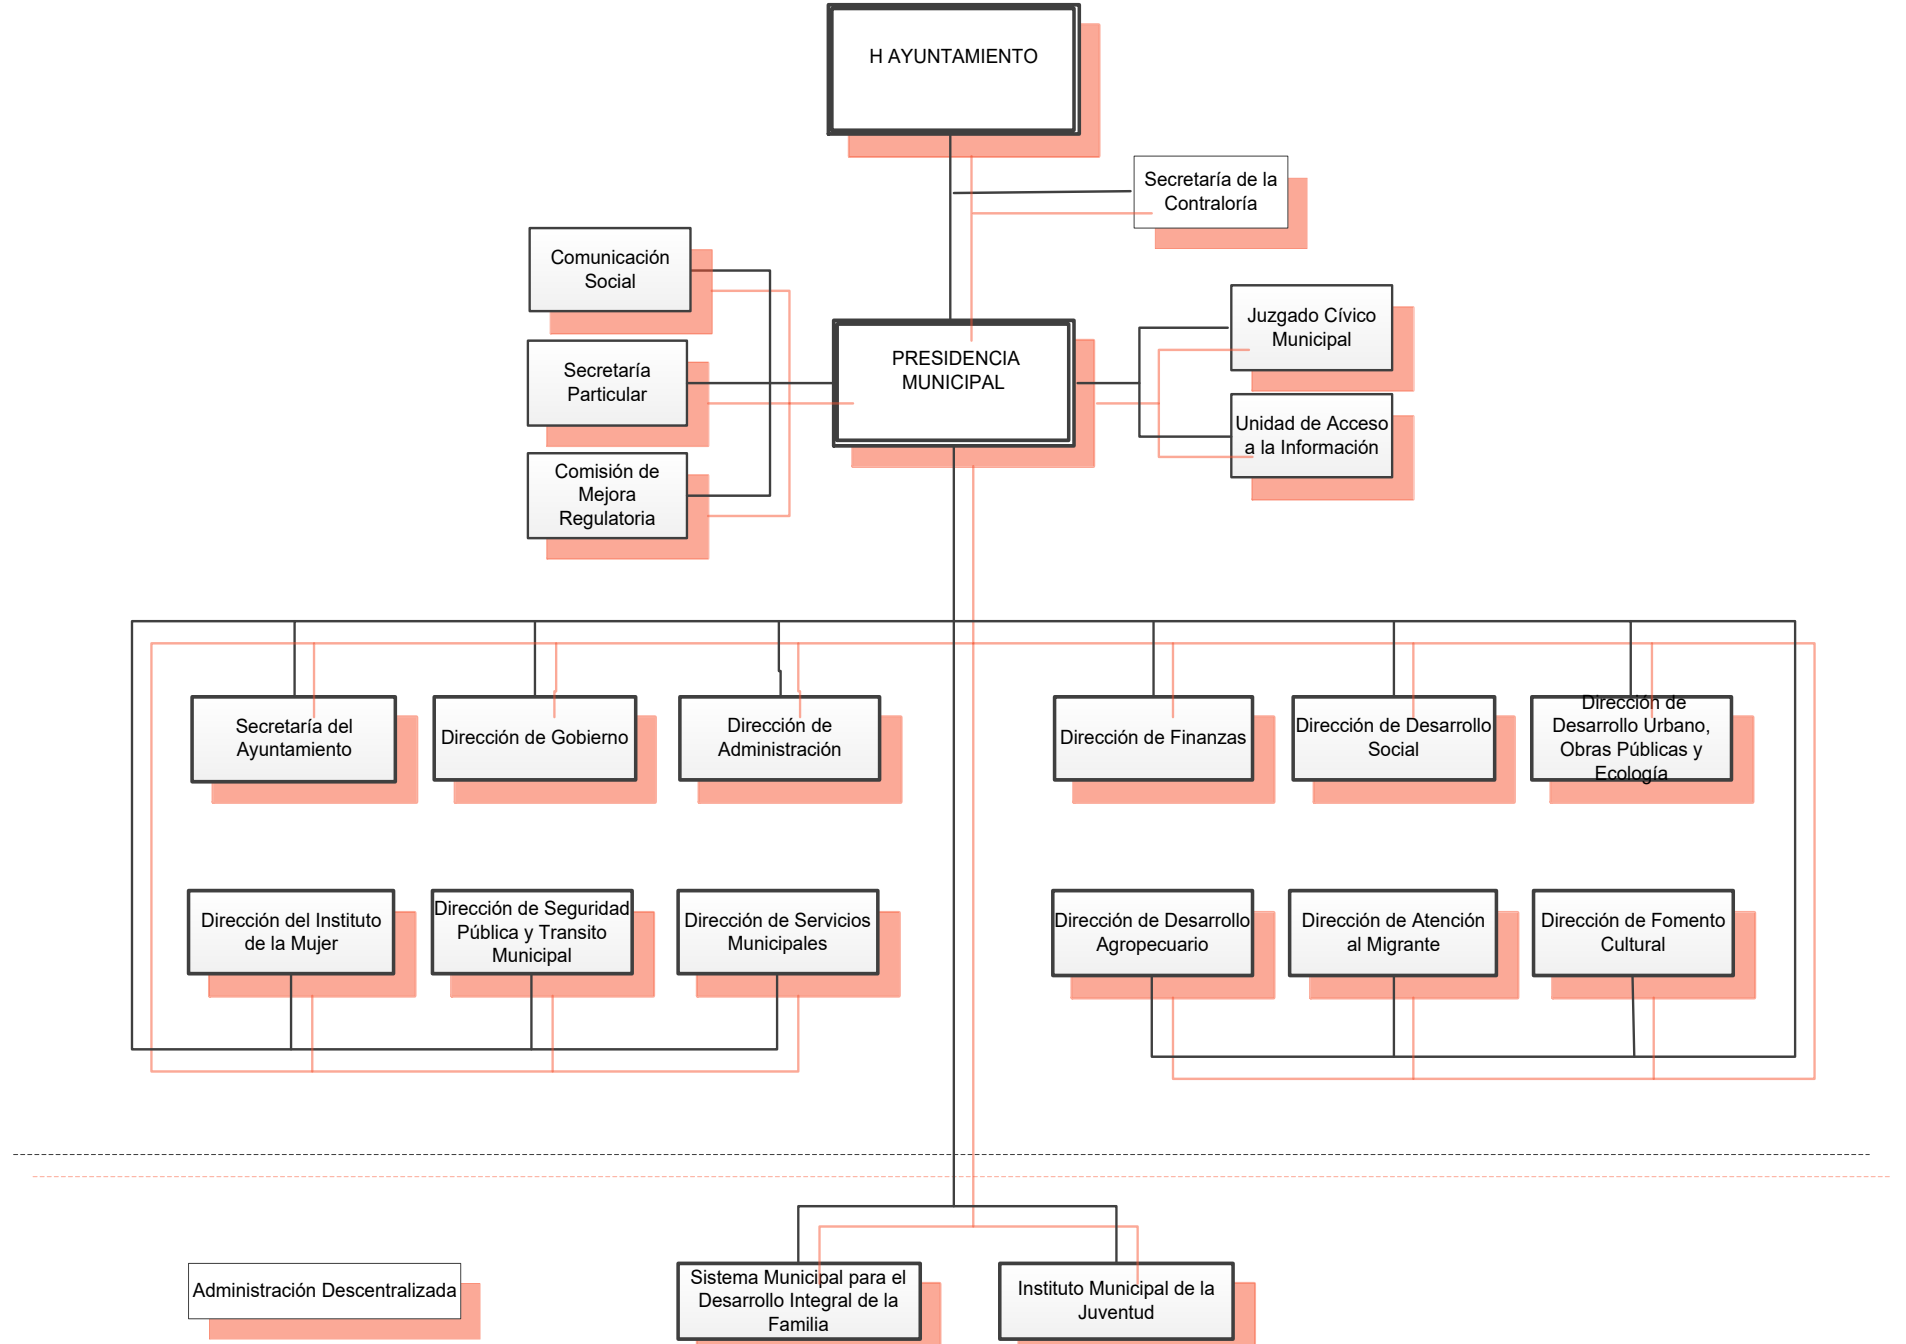 H AYUNTAMIENTO
Secretaría de la
Contraloría
Comunicación
Social
Juzgado Cívico
Municipal
Secretaría
Particular
PRESIDENCIA
MUNICIPAL
Unidad de Acceso
a la Información
Comisión de
Mejora
Regulatoria
Secretaría del
Ayuntamiento
Dirección de Gobierno
Dirección de
Administración
Dirección de Finanzas
Dirección de Desarrollo
Social
Dirección de
Desarrollo Urbano,
Obras Públicas y
Ecología
Dirección del Instituto
de la Mujer
Dirección de Seguridad
Pública y Transito
Municipal
Dirección de Servicios
Municipales
Dirección de Desarrollo
Agropecuario
Dirección de Atención
al Migrante
Dirección de Fomento
Cultural
Administración Descentralizada
Sistema Municipal para el
Desarrollo Integral de la
Familia
Instituto Municipal de la
Juventud